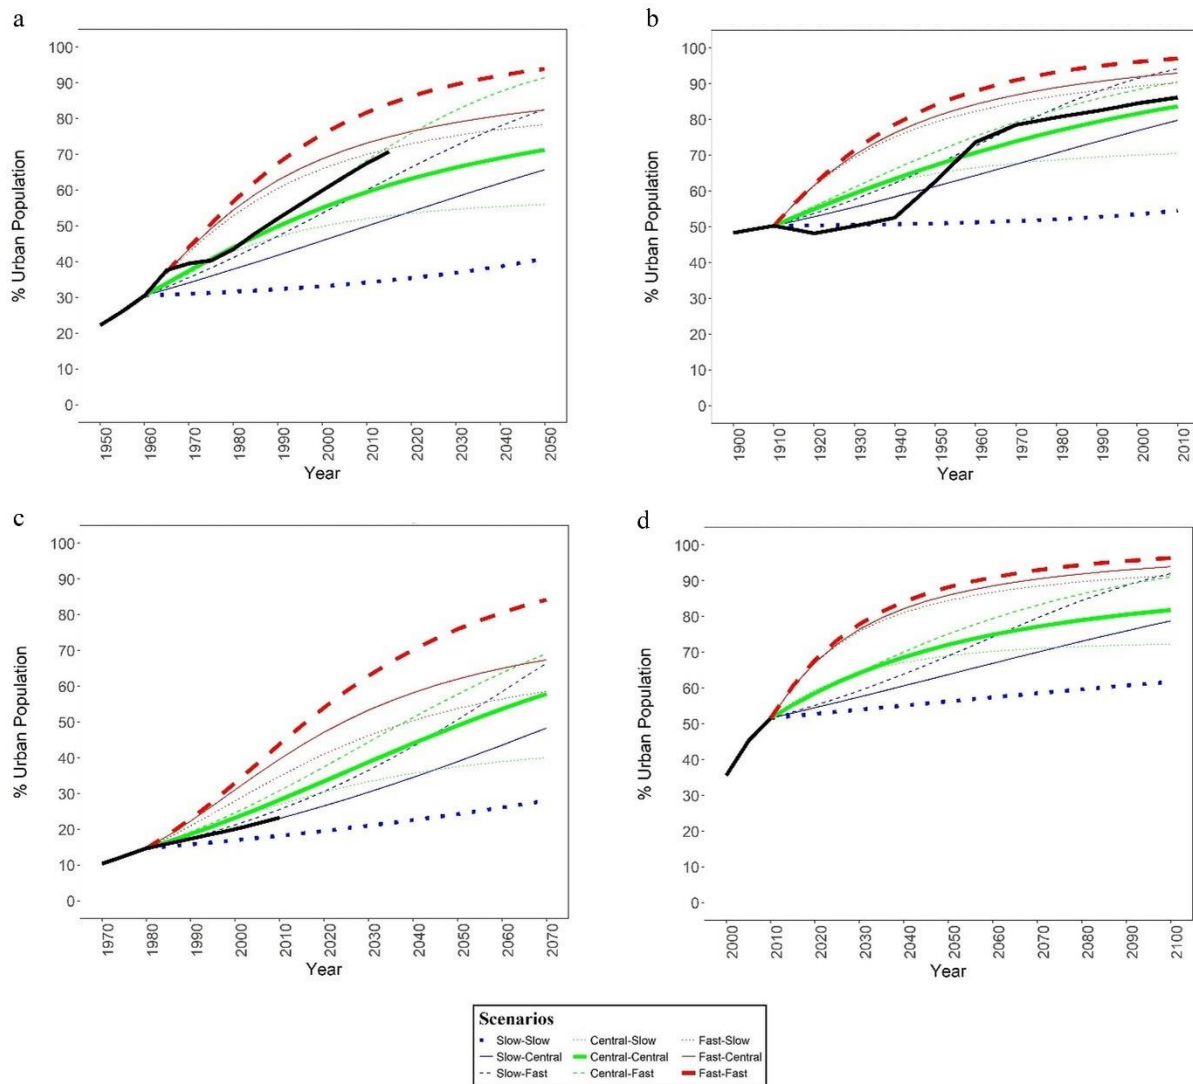 a
100
90
80
70
60
50
40
30
20
10
0
% Urban Population
1950 1960 1970 1980 1990 2000 2010 2020 2030 2040 2050
Year
b
100
90
80
70
60
50
40
30
20
10
0
% Urban Population
1900 1910 1920 1930 1940 1950 1960 1970 1980 1990 2000 2010
Year
c
100
90
80
70
60
50
40
30
20
10
0
% Urban Population
1970 1980 1990 2000 2010 2020 2030 2040 2050 2060 2070
Year
d
100
90
80
70
60
50
40
30
20
10
0
% Urban Population
2000 2010 2020 2030 2040 2050 2060 2070 2080 2090 2100
Year
Scenarios
Slow-Slow Central-Slow Fast-Slow
Slow-Central Central-Central Fast-Central
Slow-Fast Central-Fast Fast-Fast